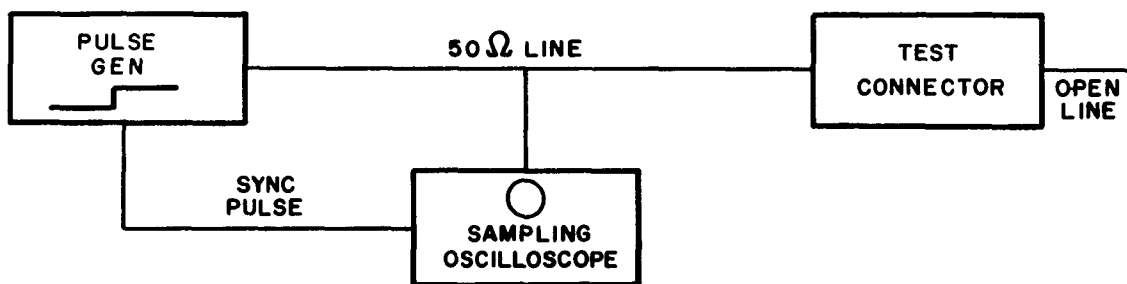 PULSE
GEN
50Ω LINE
TEST
CONNECTOR
OPEN
LINE
SYNC
PULSE
SAMPLING
OSCILLOSCOPE